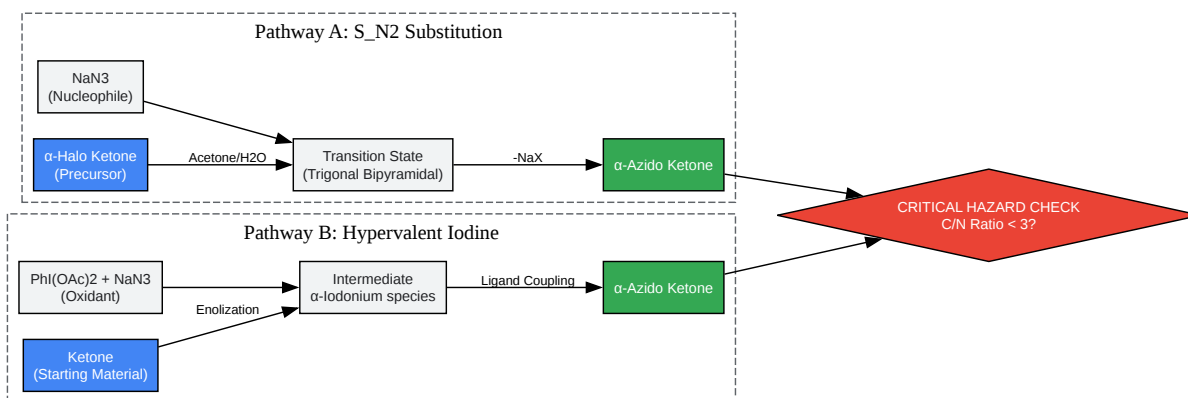 Pathway A: S_N2 Substitution
NaN3
(Nucleophile)
α-Halo Ketone
(Precursor)
Acetone/H2O
Transition State
(Trigonal Bipyramidal)
-NaX
α-Azido Ketone
Pathway B: Hypervalent Iodine
PhI(OAc)2 + NaN3
(Oxidant)
Enolization
Ketone
(Starting Material)
Intermediate
α-Iodonium species
Ligand Coupling
α-Azido Ketone
CRITICAL HAZARD CHECK
C/N Ratio < 3?